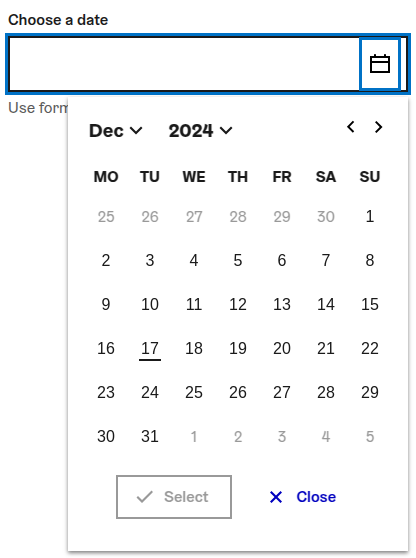 Choose a date
Use form
Dec 2024
MO TU WE TH FR SA SU
25 26 27 28 29 30 1
2 3 4 5 6 7 8
9 10 11 12 13 14 15
16 17 18 19 20 21 22
23 24 25 26 27 28 29
30 31 1 2 3 4 5
Select Close